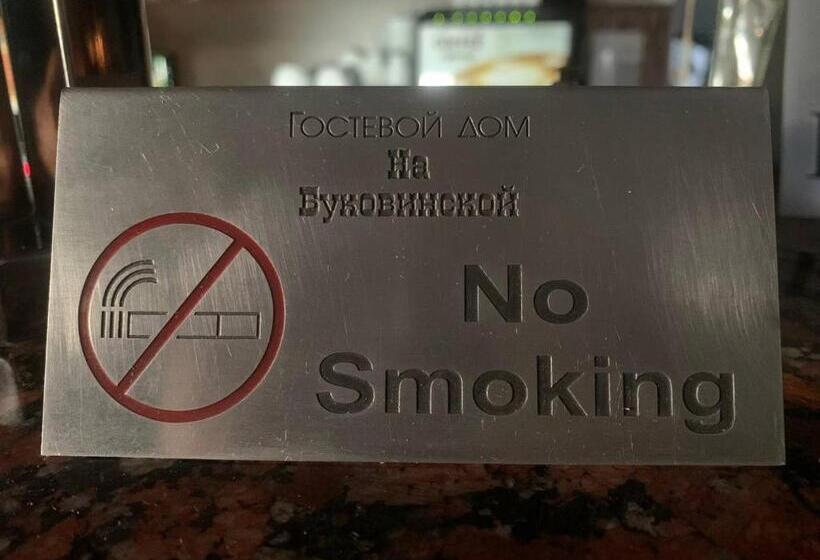 Гостевой дом
На
Буковинской
No
Smoking